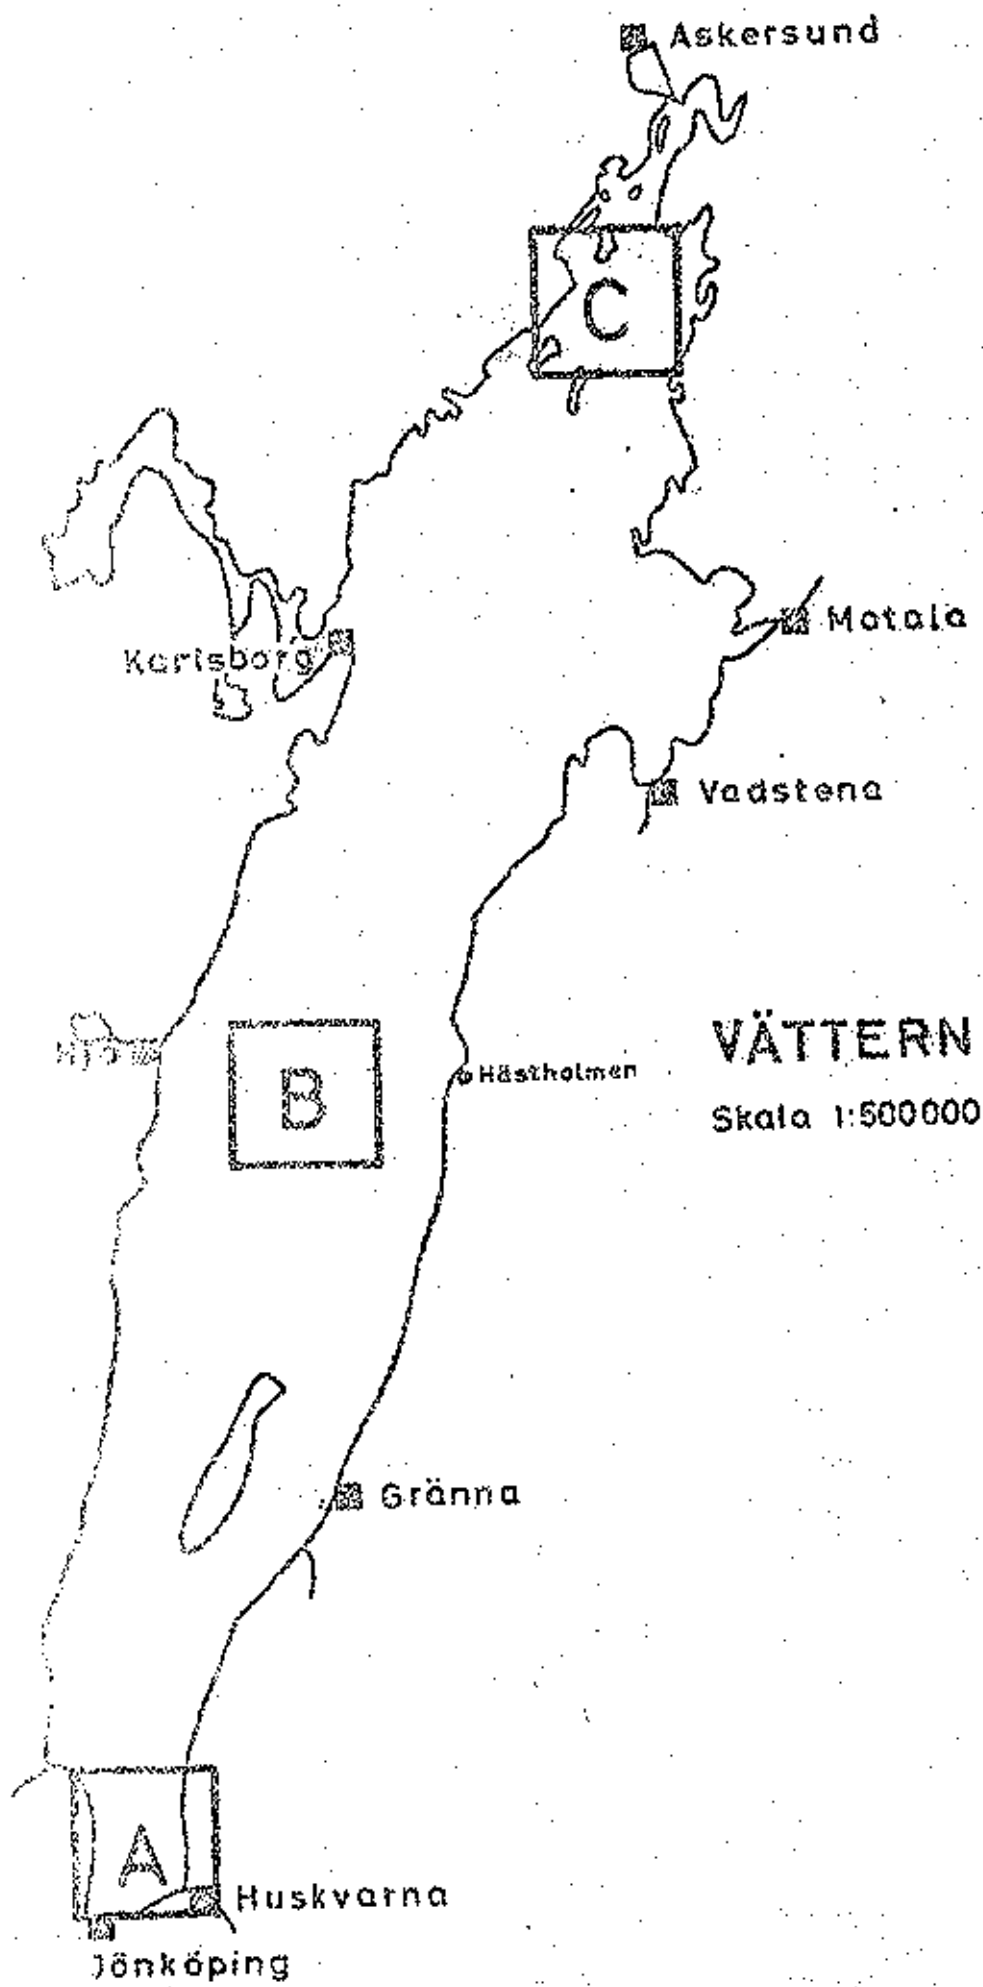 Askersund
C
Motala
Karlsborg
Vadstena
VÄTTERN
Hästholmen
B
Skala 1:500000
Gränna
A
Huskvarna
Jönköping